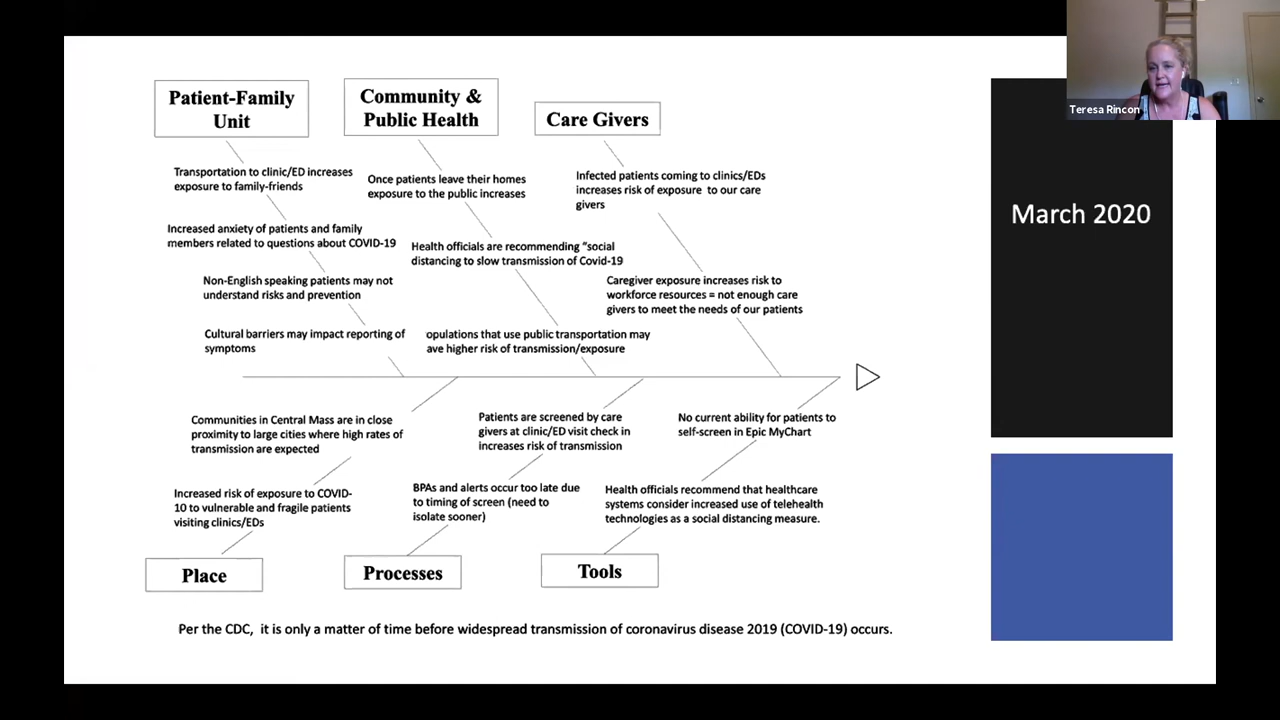 Patient-Family
Unit
Community &
Public Health
Care Givers
Transportation to clinic/ED increases
exposure to family-friends
Increased anxiety of patients and family
members related to questions about COVID-19
Non-English speaking patients may not
understand risks and prevention
Cultural barriers may impact reporting of
symptoms
Once patients leave their homes
exposure to the public increases
Health officials are recommending "social
distancing to slow transmission of Covid-19
opulations that use public transportation may
ave higher risk of transmission/exposure
Infected patients coming to clinics/EDs
increases risk of exposure to our care
givers
Caregiver exposure increases risk to
workforce resources = not enough care
givers to meet the needs of our patients
Communities in Central Mass are in close
proximity to large cities where high rates of
transmission are expected
Increased risk of exposure to COVID-
10 to vulnerable and fragile patients
visiting clinics/EDs
Patients are screened by care
givers at clinic/ED visit check in
increases risk of transmission
BPAs and alerts occur too late due
to timing of screen (need to
isolate sooner)
No current ability for patients to
self-screen in Epic MyChart
Health officials recommend that healthcare
systems consider increased use of telehealth
technologies as a social distancing measure.
Place
Processes
Tools
Per the CDC, it is only a matter of time before widespread transmission of coronavirus disease 2019 (COVID-19) occurs.
March 2020
Teresa Rincon